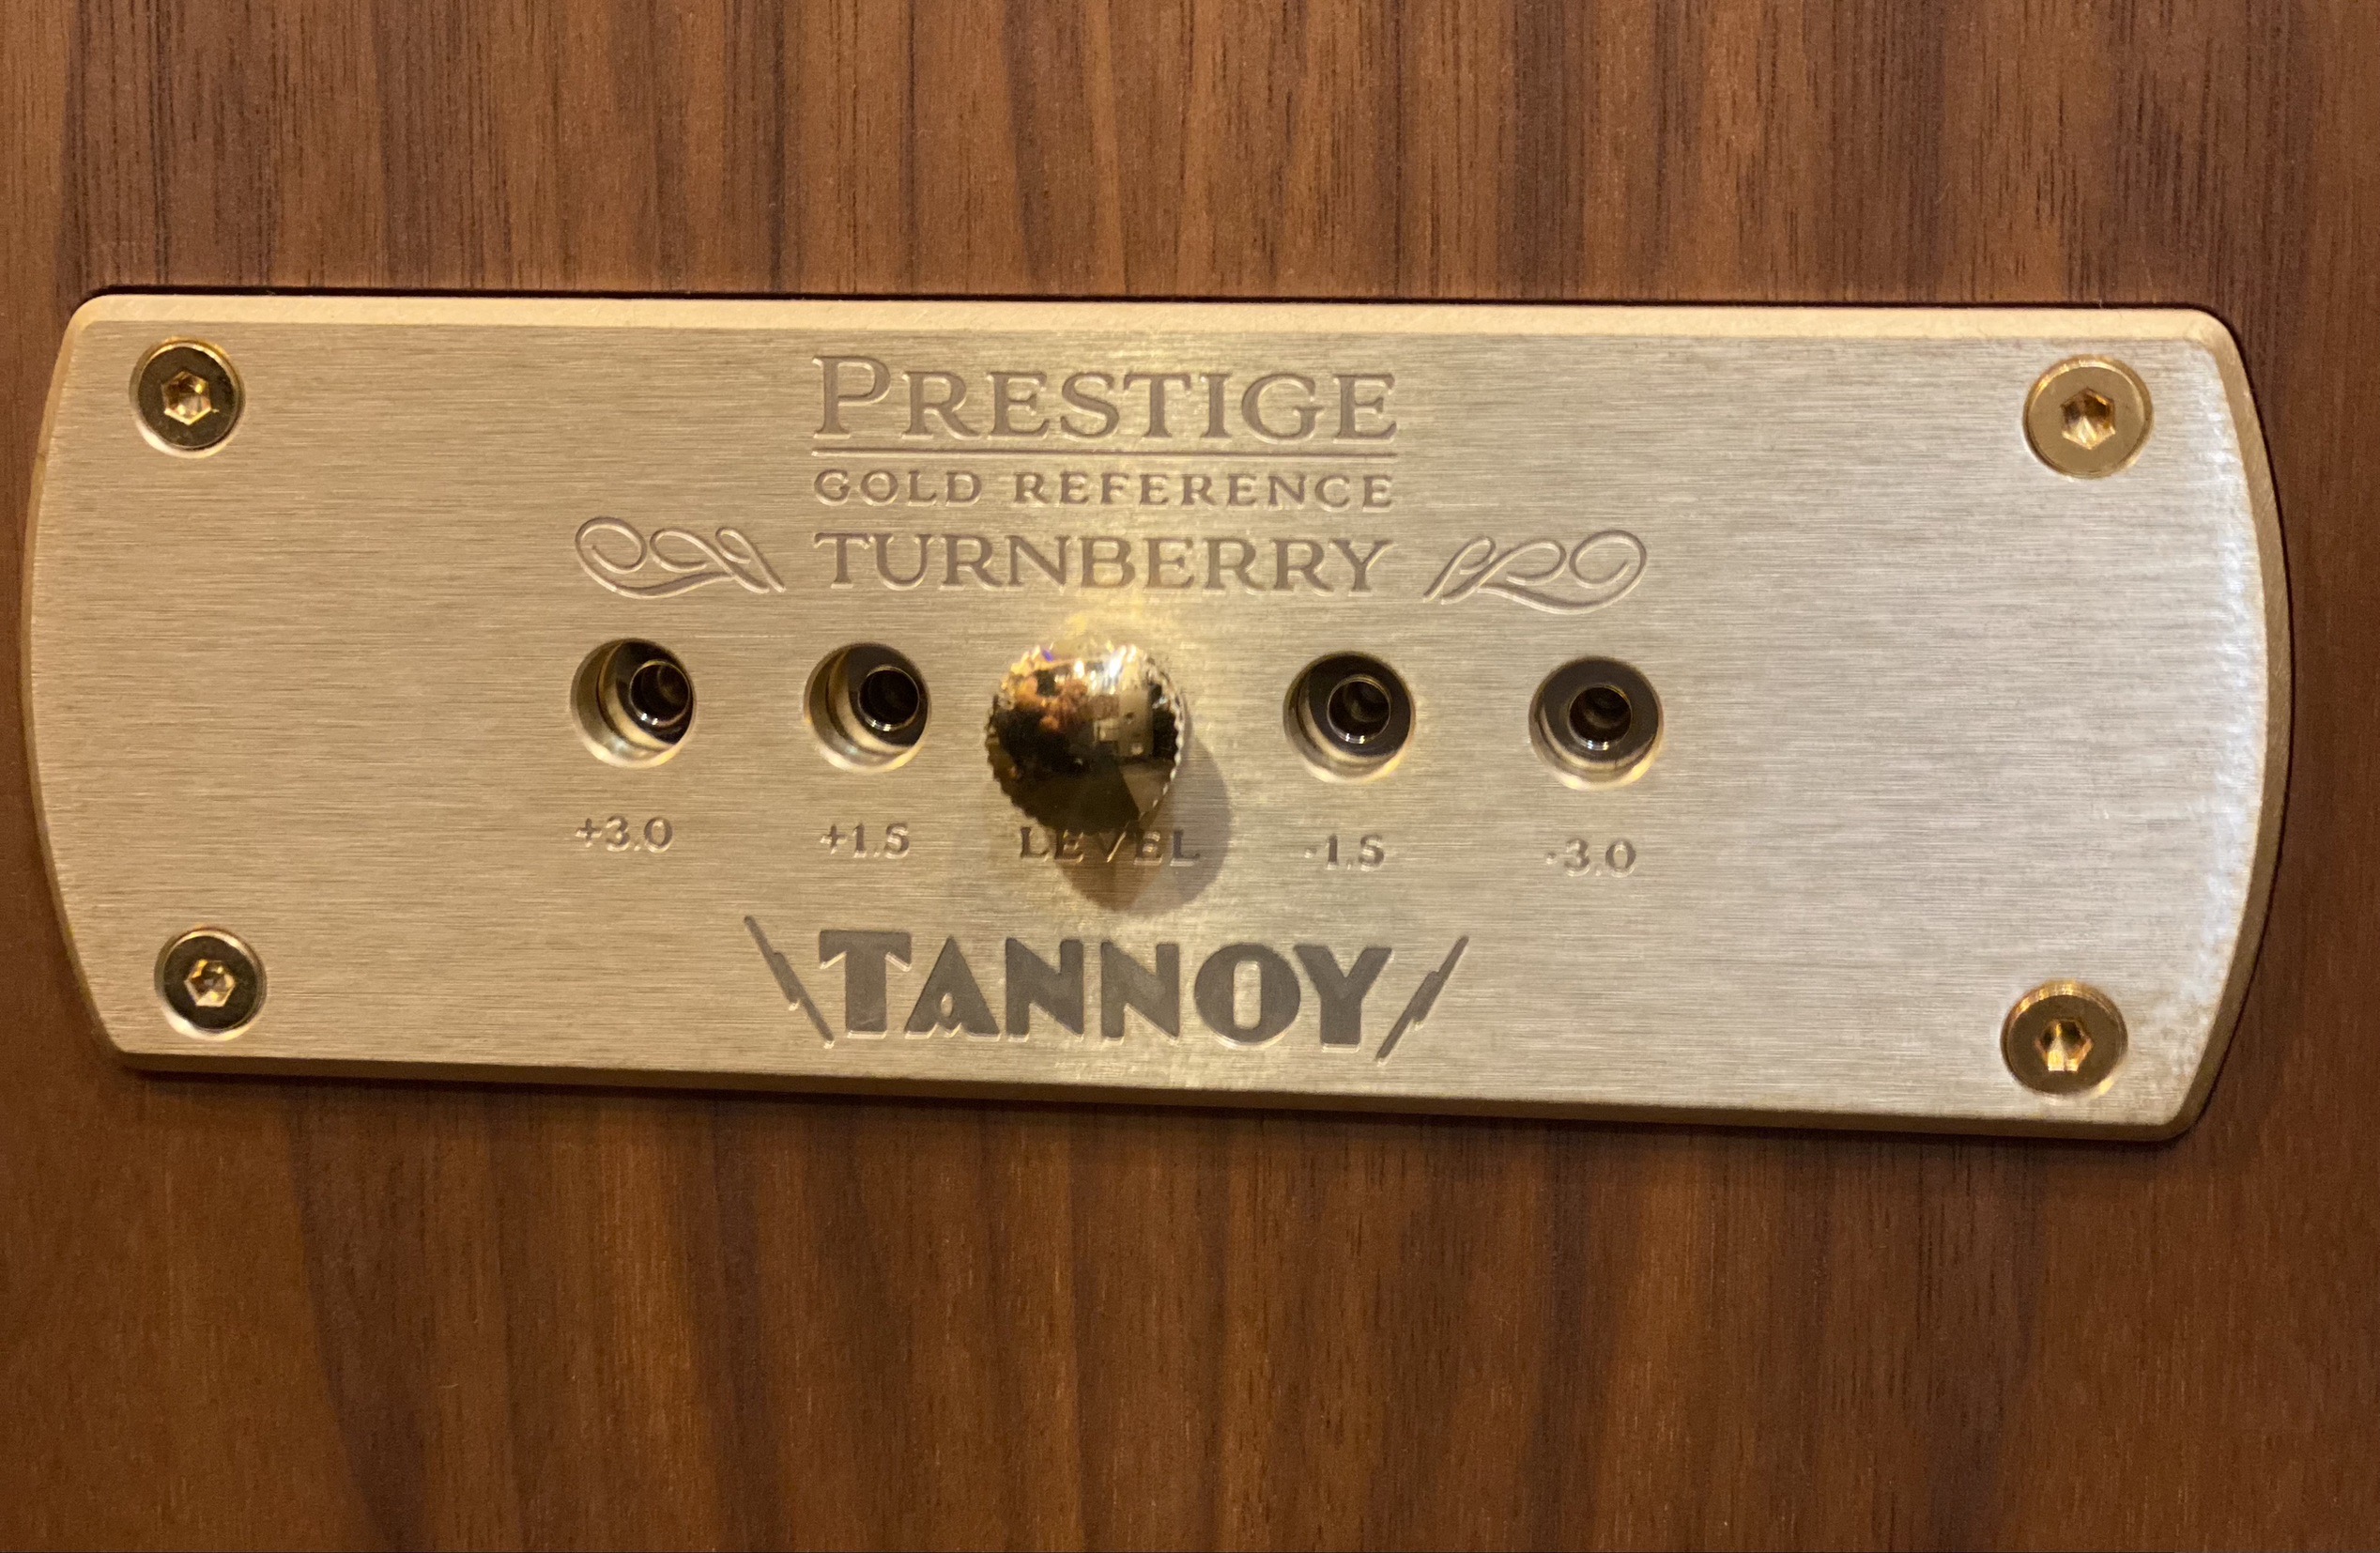 PRESTIGE
GOLD REFERENCE
TURNBERRY
+3.0 +1.5 LEVEL -1.5 -3.0
TANNOY